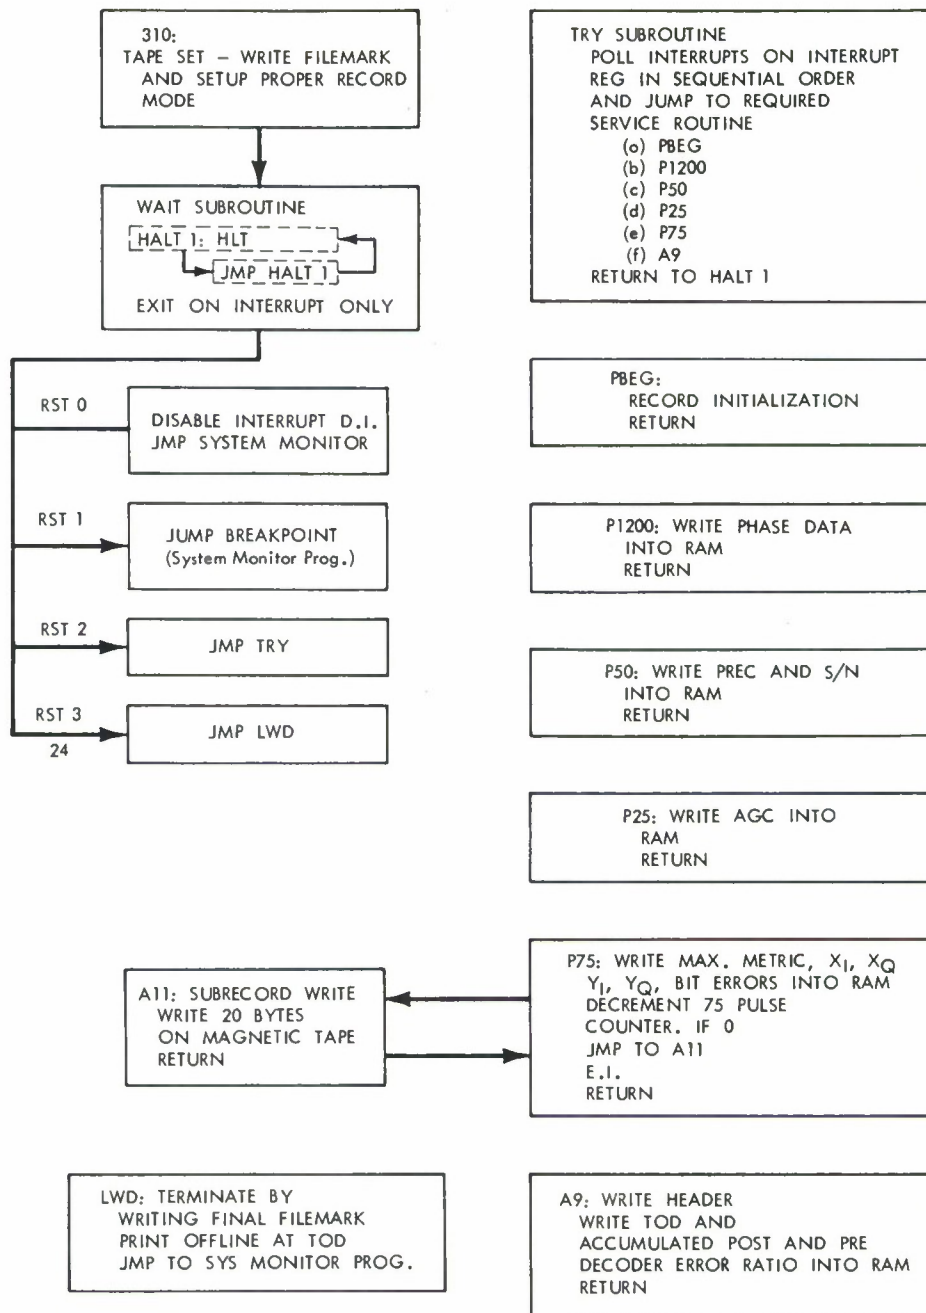 310:
TAPE SET – WRITE FILEMARK
AND SETUP PROPER RECORD
MODE
WAIT SUBROUTINE
HALT 1: HLT
JMP HALT 1
EXIT ON INTERRUPT ONLY
RST 0
DISABLE INTERRUPT D.I.
JMP SYSTEM MONITOR
RST 1
JUMP BREAKPOINT
(System Monitor Prog.)
RST 2
JMP TRY
RST 3
24
JMP LWD
A11: SUBRECORD WRITE
WRITE 20 BYTES
ON MAGNETIC TAPE
RETURN
LWD: TERMINATE BY
WRITING FINAL FILEMARK
PRINT OFFLINE AT TOD
JMP TO SYS MONITOR PROG.
TRY SUBROUTINE
POLL INTERRUPTS ON INTERRUPT
REG IN SEQUENTIAL ORDER
AND JUMP TO REQUIRED
SERVICE ROUTINE
(a) PBEG
(b) P1200
(c) P50
(d) P25
(e) P75
(f) A9
RETURN TO HALT 1
PBEG:
RECORD INITIALIZATION
RETURN
P1200: WRITE PHASE DATA
INTO RAM
RETURN
P50: WRITE PREC AND S/N
INTO RAM
RETURN
P25: WRITE AGC INTO
RAM
RETURN
P75: WRITE MAX. METRIC, X_I, X_Q
Y_I, Y_Q, BIT ERRORS INTO RAM
DECREMENT 75 PULSE
COUNTER. IF 0
JMP TO A11
E.I.
RETURN
A9: WRITE HEADER
WRITE TOD AND
ACCUMULATED POST AND PRE
DECODER ERROR RATIO INTO RAM
RETURN